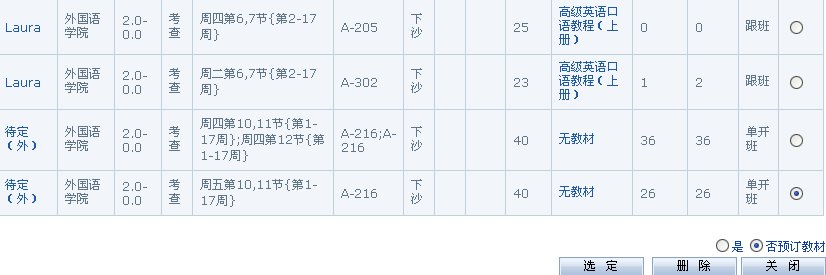 Laura 外国语学院 2.0-0.0 考查 周四第6,7节{第2-17周} A-205 下沙 25 高级英语口语教程（上册） 0 0 跟班
Laura 外国语学院 2.0-0.0 考查 周二第6,7节{第2-17周} A-302 下沙 23 高级英语口语教程（上册） 1 2 跟班
待定（外） 外国语学院 2.0-0.0 考查 周四第10,11节{第1-17周};周四第12节{第1-17周} A-216;A-216 下沙 40 无教材 36 36 单开班
待定（外） 外国语学院 2.0-0.0 考查 周五第10,11节{第1-17周} A-216 下沙 40 无教材 26 26 单开班
是 否预订教材
选 定 删 除 关 闭